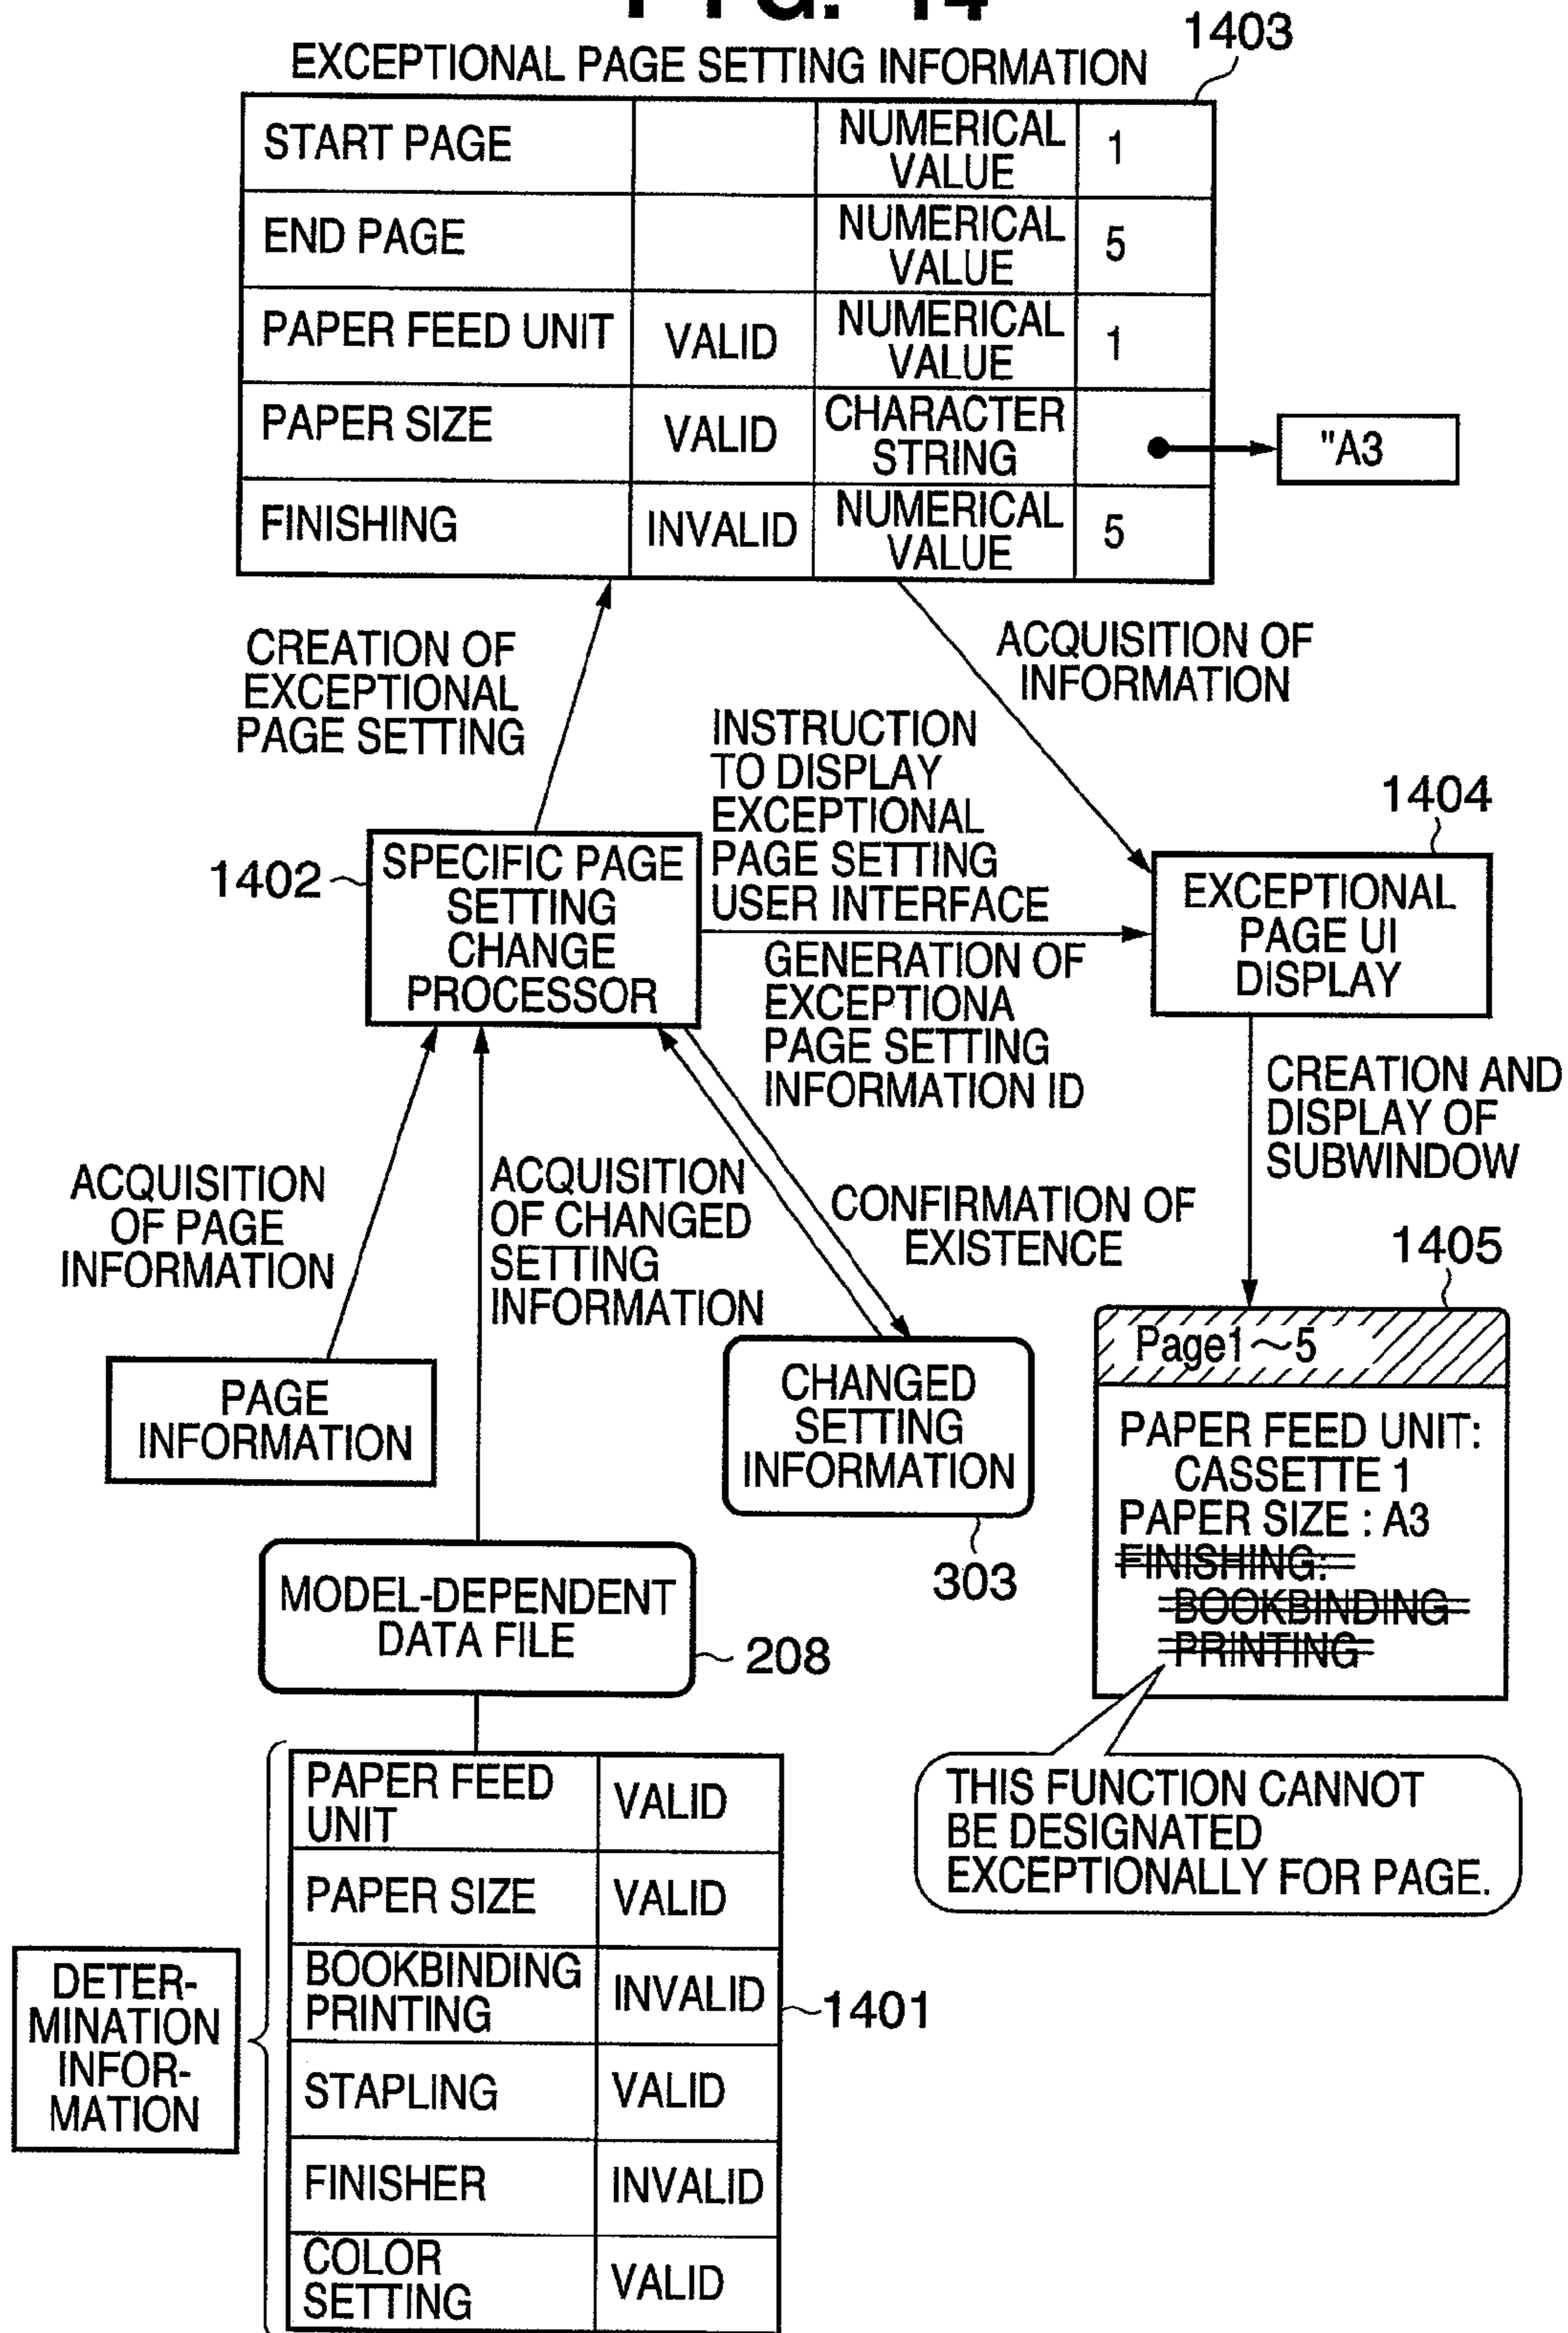 FIG. 14
EXCEPTIONAL PAGE SETTING INFORMATION
1403
START PAGE
NUMERICAL
VALUE
1
END PAGE
NUMERICAL
VALUE
5
PAPER FEED UNIT
VALID
NUMERICAL
VALUE
1
PAPER SIZE
VALID
CHARACTER
STRING
"A3
FINISHING
INVALID
NUMERICAL
VALUE
5
CREATION OF
EXCEPTIONAL
PAGE SETTING
ACQUISITION OF
INFORMATION
INSTRUCTION
TO DISPLAY
EXCEPTIONAL
PAGE SETTING
USER INTERFACE
1404
1402
SPECIFIC PAGE
SETTING
CHANGE
PROCESSOR
EXCEPTIONAL
PAGE UI
DISPLAY
GENERATION OF
EXCEPTIONA
PAGE SETTING
INFORMATION ID
CREATION AND
DISPLAY OF
SUBWINDOW
ACQUISITION
OF PAGE
INFORMATION
ACQUISITION
OF CHANGED
SETTING
INFORMATION
CONFIRMATION OF
EXISTENCE
1405
Page1~5
PAGE
INFORMATION
CHANGED
SETTING
INFORMATION
303
PAPER FEED UNIT:
CASSETTE 1
PAPER SIZE : A3
FINISHING:
BOOKBINDING
PRINTING
MODEL-DEPENDENT
DATA FILE
208
THIS FUNCTION CANNOT
BE DESIGNATED
EXCEPTIONALLY FOR PAGE.
DETER-
MINATION
INFOR-
MATION
PAPER FEED
UNIT
VALID
PAPER SIZE
VALID
BOOKBINDING
PRINTING
INVALID
1401
STAPLING
VALID
FINISHER
INVALID
COLOR
SETTING
VALID